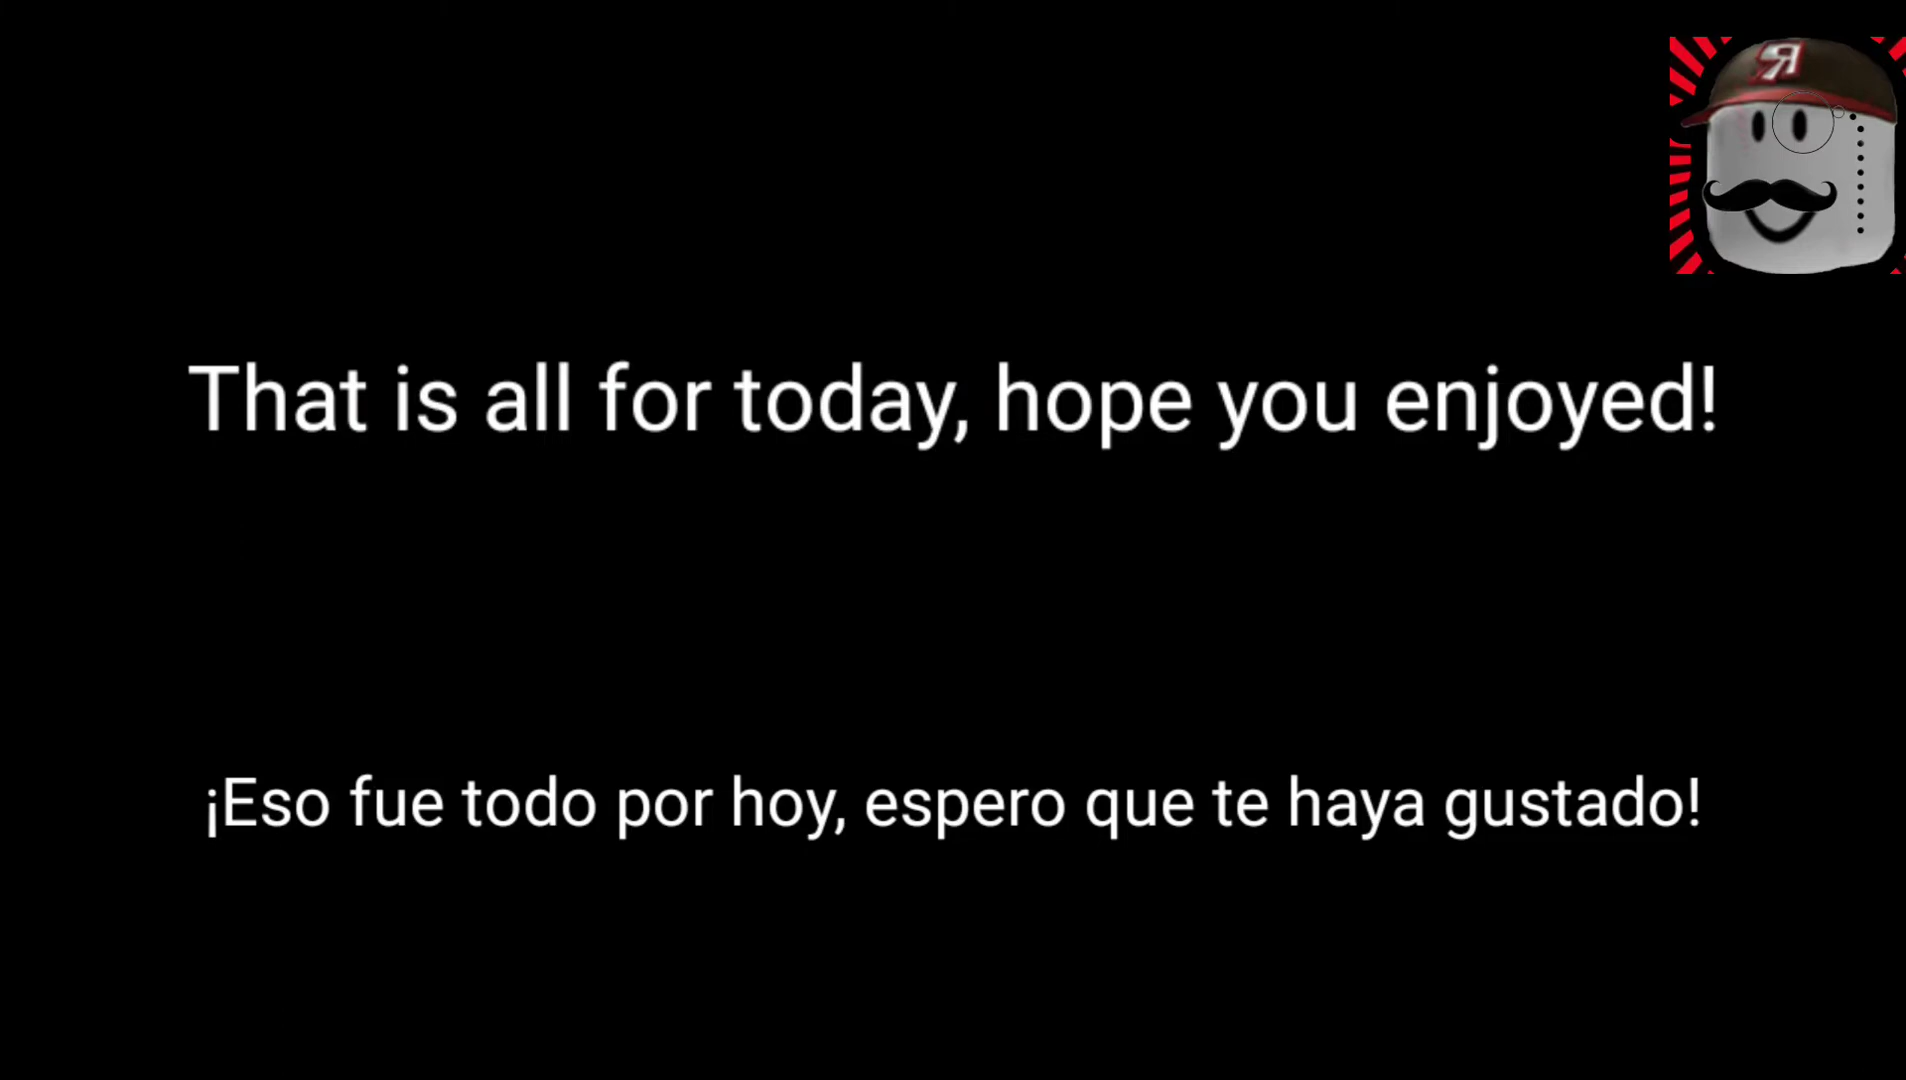 That is all for today, hope you enjoyed!
¡Eso fue todo por hoy, espero que te haya gustado!